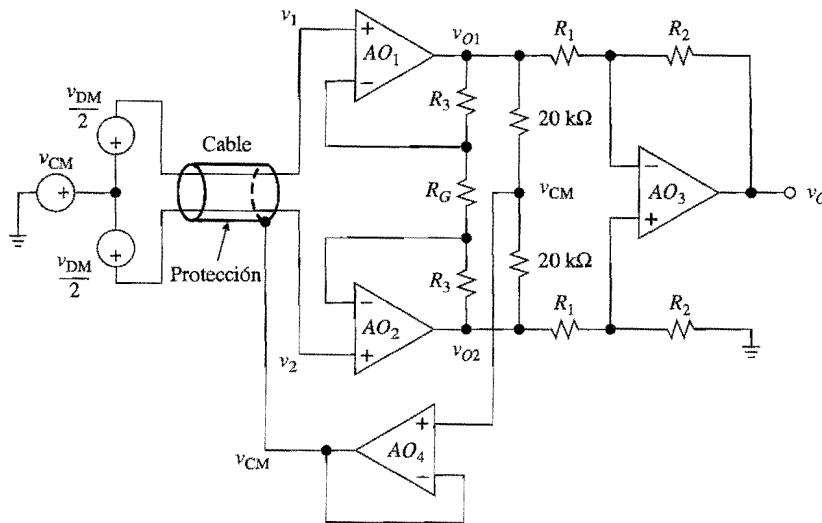 v1
+
AO1
−
vO1
R1
R2
vDM/2
+
R3
20 kΩ
Cable
vCM
+
RG
vCM
−
AO3
+
vO
vDM/2
+
Protección
R3
20 kΩ
−
AO2
+
v2
vO2
R1
R2
vCM
+
AO4
−